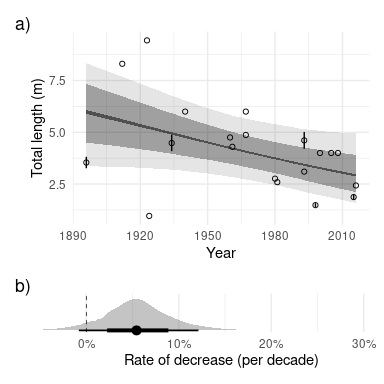 a)
Total length (m)
7.5
5.0
2.5
1890 1920 1950 1980 2010
Year
b)
0% 10% 20% 30%
Rate of decrease (per decade)